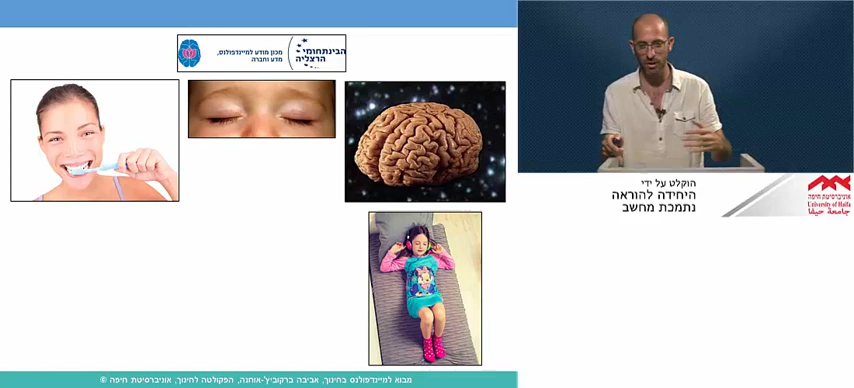 הבינתחומי
הרצליה
מכון מודע למיינדפולנס,
מדע וחברה
הוקלט על ידי
היחידה להוראה
נתמכת מחשב
אוניברסיטת חיפה
University of Haifa
جامعة حيفا
מבוא למיינדפולנס בחינוך, אביבה ברקוביץ'-אוחנה, הפקולטה לחינוך, אוניברסיטת חיפה ©